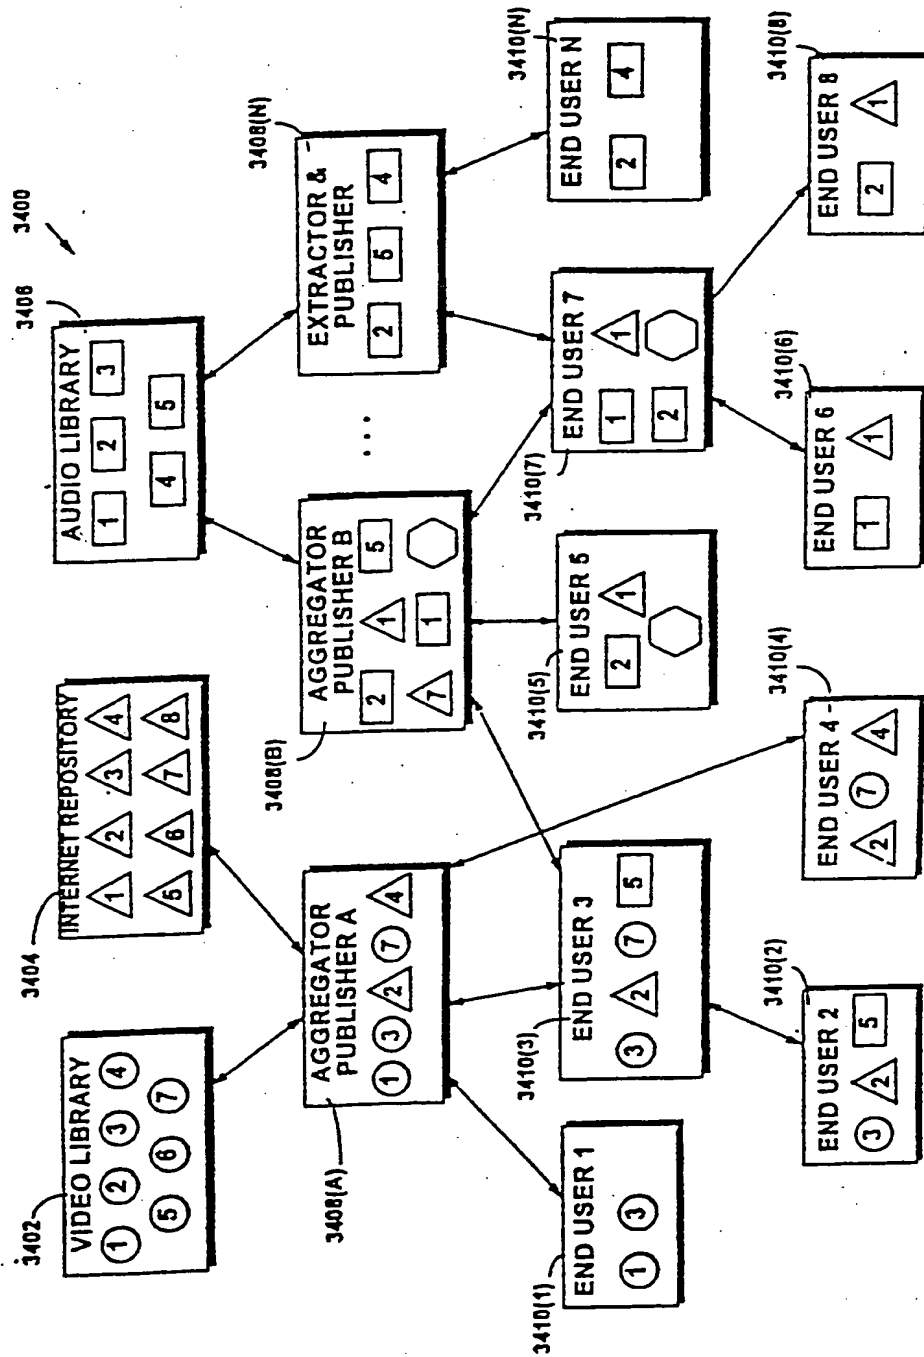 3400
3402
VIDEO LIBRARY
1 2 3 4
5 6 7
3404
INTERNET REPOSITORY
1 2 3 4
5 6 7 8
3406
AUDIO LIBRARY
1 2 3
4 5
3408(A)
AGGREGATOR
PUBLISHER A
1 3 2 7 4
3408(B)
AGGREGATOR
PUBLISHER B
2 1 5
7 1
...
3408(N)
EXTRACTOR &
PUBLISHER
2 5 4
3410(1)
END USER 1
1 3
3410(3)
END USER 3
3 2 7 5
3410(5)
END USER 5
2 1
3410(7)
END USER 7
1 1
2
3410(N)
END USER N
2 4
3410(2)
END USER 2
3 2 5
3410(4)
END USER 4
2 7 4
3410(6)
END USER 6
1 1
3410(8)
END USER 8
2 1